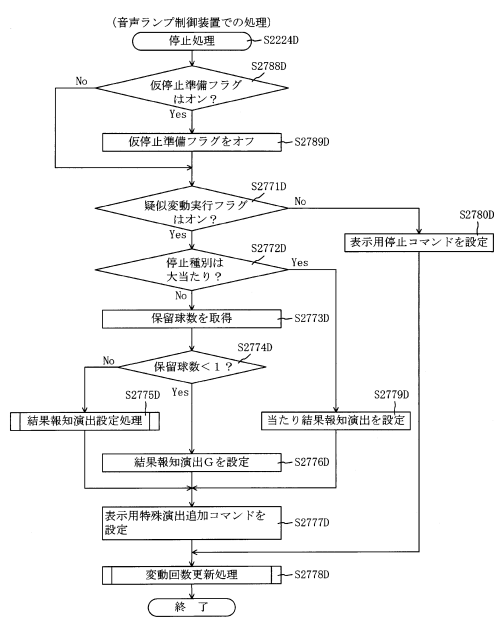 (音声ランプ制御装置での処理)
停止処理
S2224D
S2788D
仮停止準備フラグ
はオン？
No
Yes
仮停止準備フラグをオフ
S2789D
S2771D
疑似変動実行フラグ
はオン？
No
Yes
S2780D
表示用停止コマンドを設定
S2772D
停止種別は
大当たり？
Yes
No
保留球数を取得
S2773D
S2774D
保留球数＜１？
No
Yes
S2775D
結果報知演出設定処理
S2779D
当たり結果報知演出を設定
結果報知演出Ｇを設定
S2776D
表示用特殊演出追加コマンドを
設定
S2777D
変動回数更新処理
S2778D
終 了